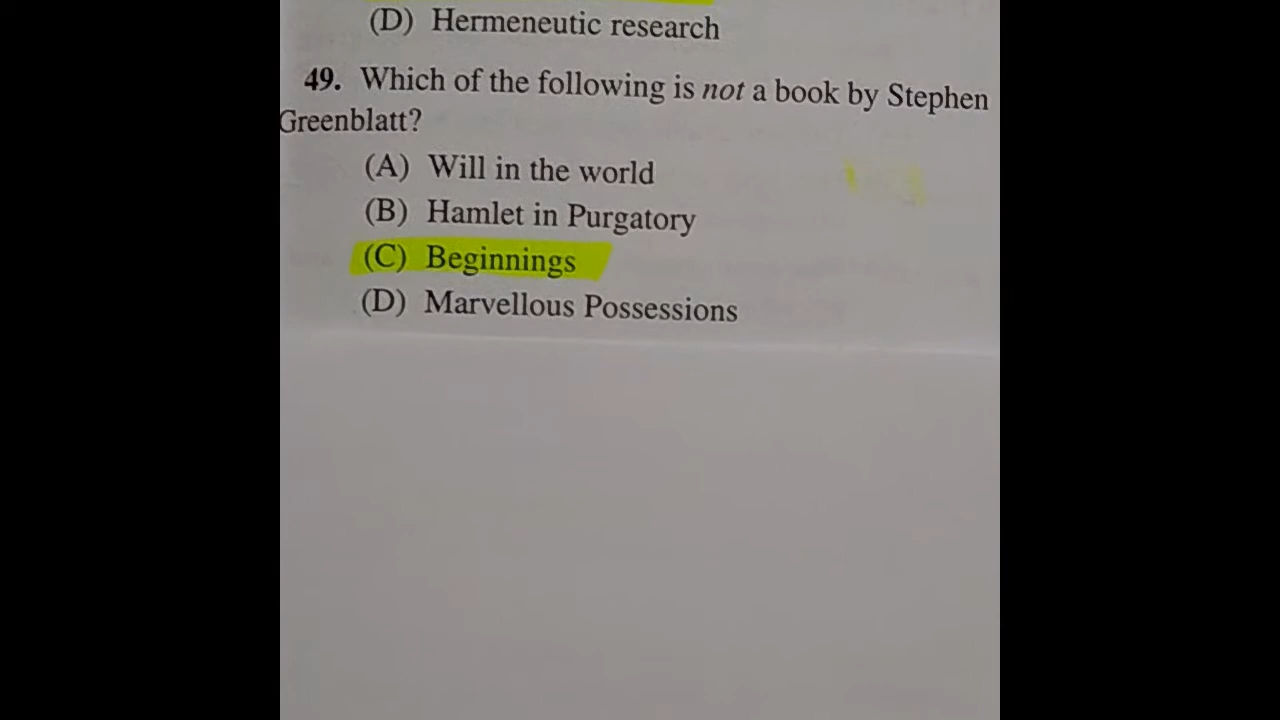 (D) Hermeneutic research
49. Which of the following is not a book by Stephen
Greenblatt?
(A) Will in the world
(B) Hamlet in Purgatory
(C) Beginnings
(D) Marvellous Possessions